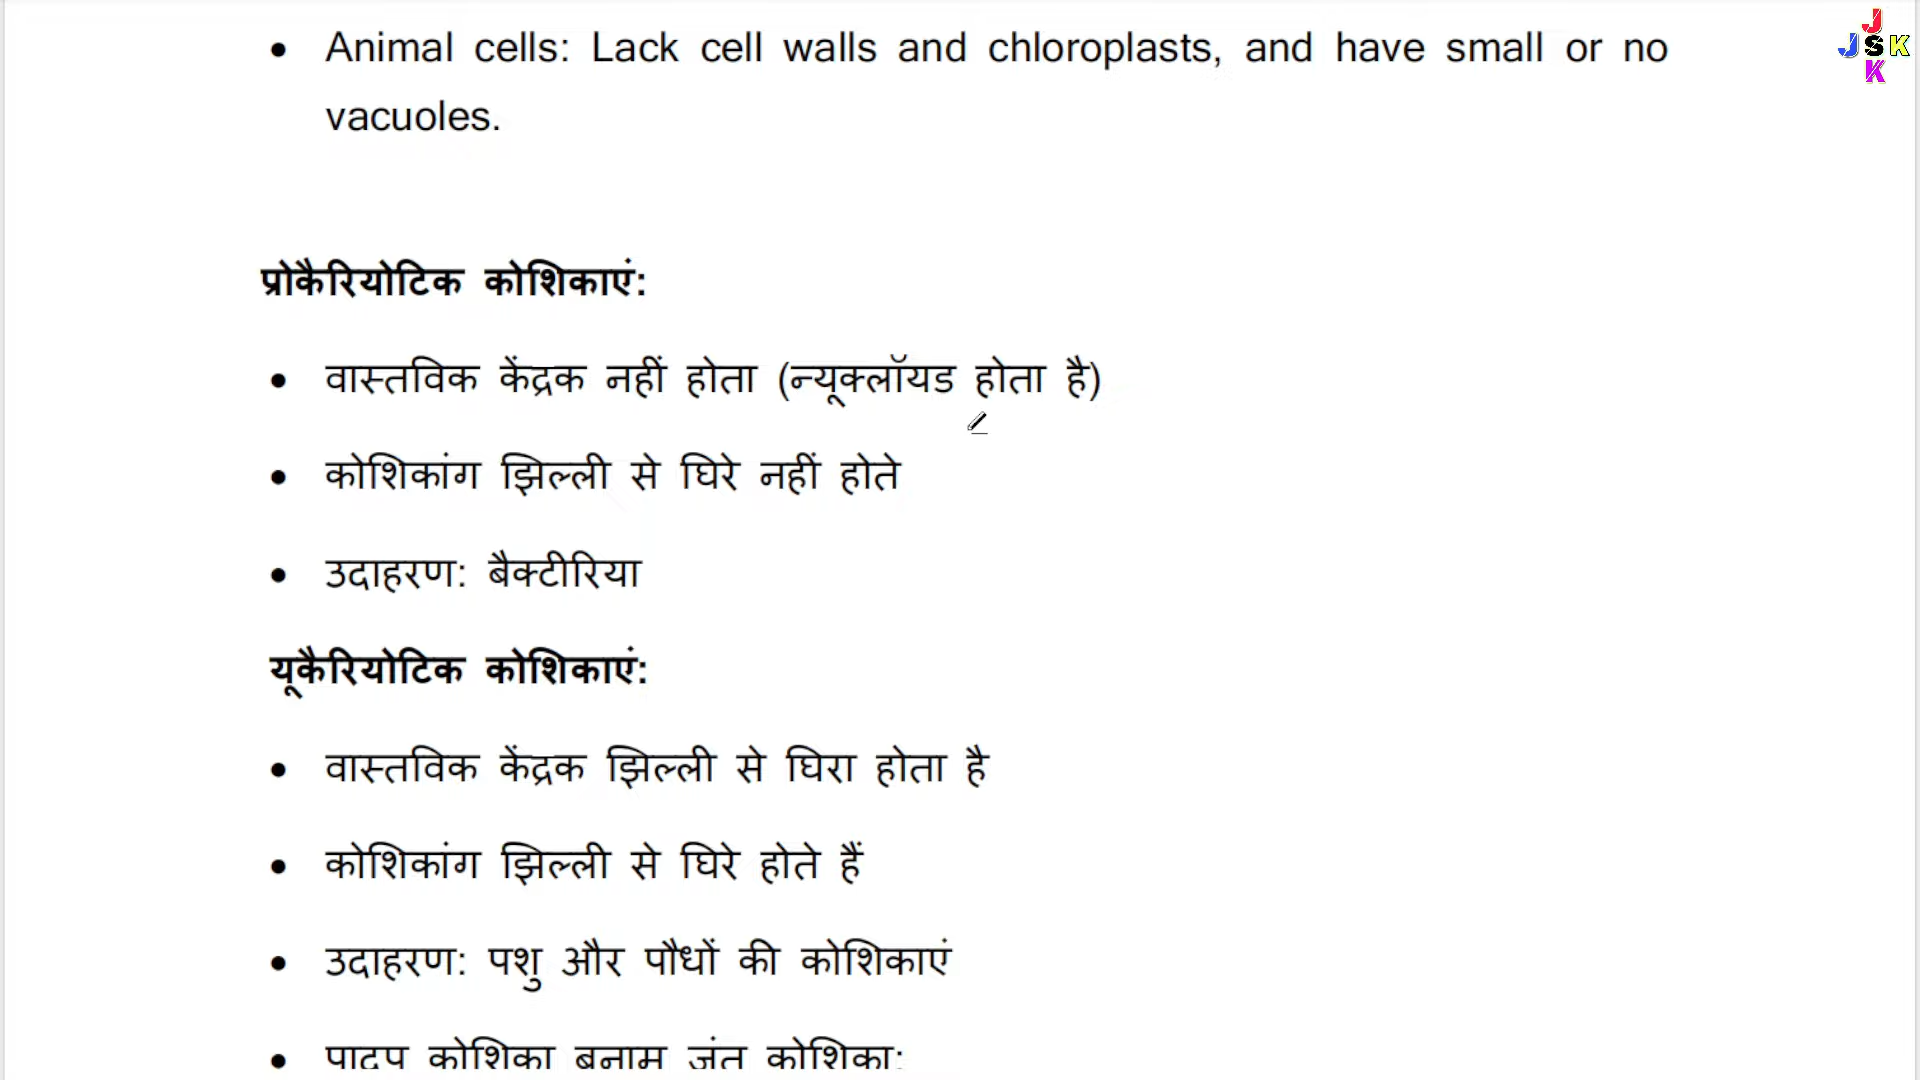 • Animal cells: Lack cell walls and chloroplasts, and have small or no
vacuoles.
प्रोकैरियोटिक कोशिकाएं:
• वास्तविक केंद्रक नहीं होता (न्यूक्लॉयड होता है)
• कोशिकांग झिल्ली से घिरे नहीं होते
• उदाहरण: बैक्टीरिया
यूकैरियोटिक कोशिकाएं:
• वास्तविक केंद्रक झिल्ली से घिरा होता है
• कोशिकांग झिल्ली से घिरे होते हैं
• उदाहरण: पशु और पौधों की कोशिकाएं
• पादप कोशिका बनाम जंतु कोशिका:
J
J S K
K